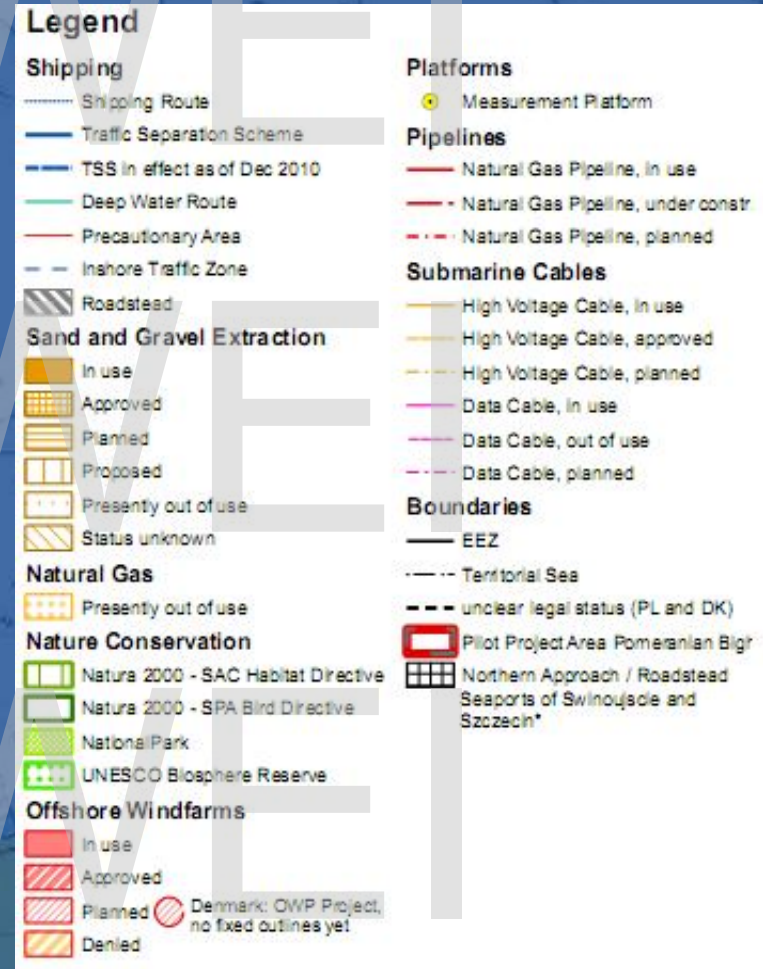 Legend
Shipping
Shipping Route
Traffic Separation Scheme
TSS in effect as of Dec 2010
Deep Water Route
Precautionary Area
Inshore Traffic Zone
Roadstead
Sand and Gravel Extraction
In use
Approved
Planned
Proposed
Presently out of use
Status unknown
Natural Gas
Presently out of use
Nature Conservation
Natura 2000 - SAC Habitat Directive
Natura 2000 - SPA Bird Directive
National Park
UNESCO Biosphere Reserve
Offshore Windfarms
In use
Approved
Planned
Denmark: OWP Project,
no fixed outlines yet
Denied
Platforms
Measurement Platform
Pipelines
Natural Gas Pipeline, in use
Natural Gas Pipeline, under constr
Natural Gas Pipeline, planned
Submarine Cables
High Voltage Cable, in use
High Voltage Cable, approved
High Voltage Cable, planned
Data Cable, in use
Data Cable, out of use
Data Cable, planned
Boundaries
EEZ
Territorial Sea
unclear legal status (PL and DK)
Pilot Project Area Pomeranian Bigh
Northern Approach / Roadstead
Seaports of Swinoujscie and
Szczecin*